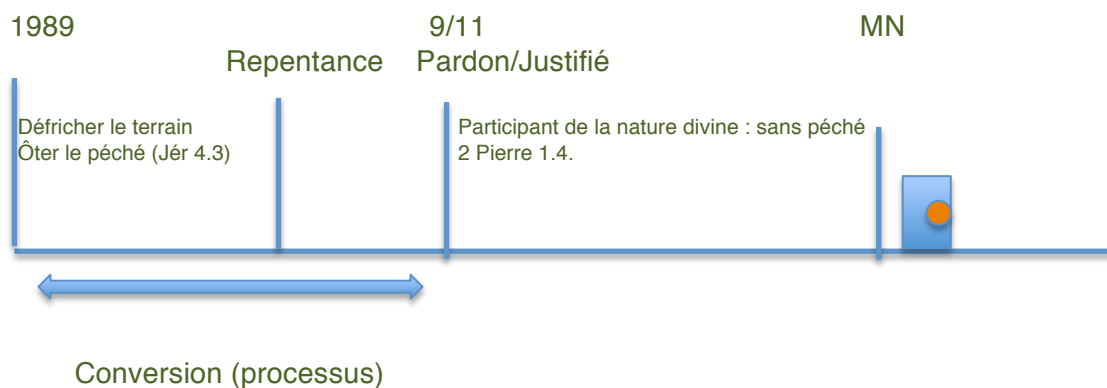 1989
9/11
MN
Repentance
Pardon/Justifié
Défricher le terrain
Ôter le péché (Jér 4.3)
Participant de la nature divine : sans péché
2 Pierre 1.4.
Conversion (processus)